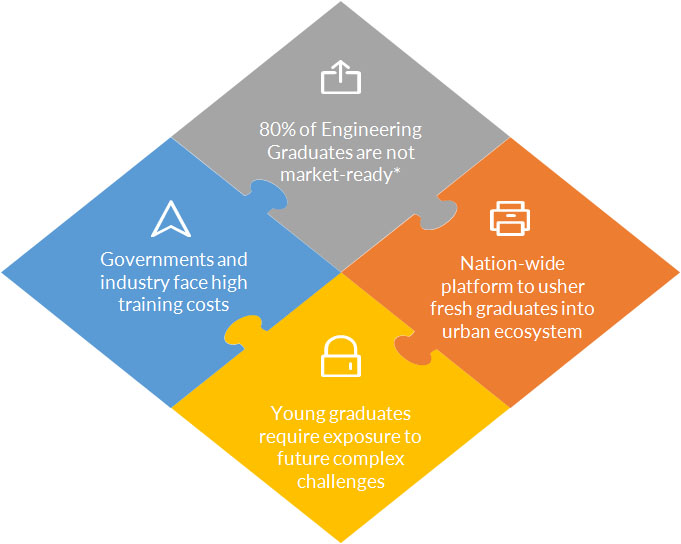 80% of Engineering
Graduates are not
market-ready*
Governments and
industry face high
training costs
Nation-wide
platform to usher
fresh graduates into
urban ecosystem
Young graduates
require exposure to
future complex
challenges